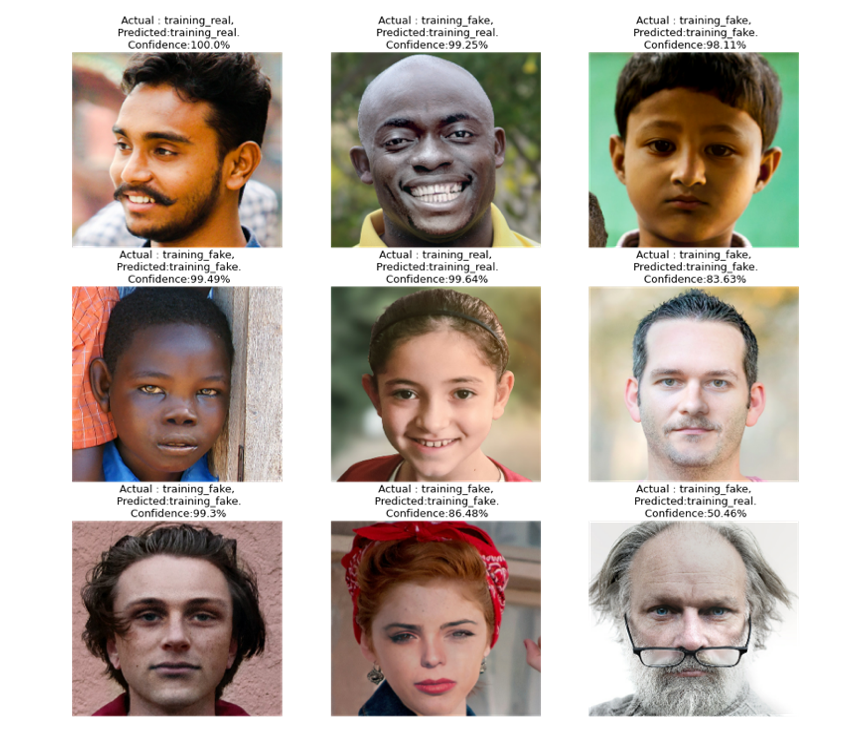 Actual : training_real,
Predicted:training_real.
Confidence:100.0%
Actual : training_fake,
Predicted:training_real.
Confidence:99.25%
Actual : training_fake,
Predicted:training_fake.
Confidence:98.11%
Actual : training_fake,
Predicted:training_fake.
Confidence:99.49%
Actual : training_real,
Predicted:training_real.
Confidence:99.64%
Actual : training_fake,
Predicted:training_fake.
Confidence:83.63%
Actual : training_fake,
Predicted:training_fake.
Confidence:99.3%
Actual : training_fake,
Predicted:training_fake.
Confidence:86.48%
Actual : training_fake,
Predicted:training_real.
Confidence:50.46%